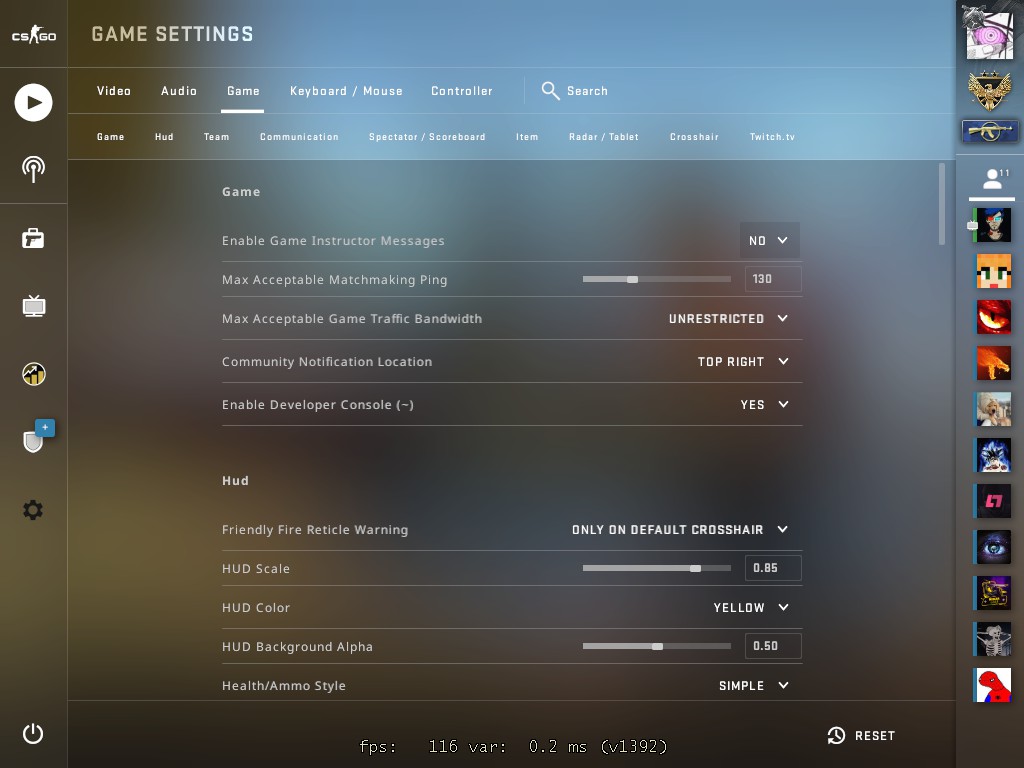 CS GO
GAME SETTINGS
Video Audio Game Keyboard / Mouse Controller Search
Game Hud Team Communication Spectator / Scoreboard Item Radar / Tablet Crosshair Twitch.tv
11
Game
Enable Game Instructor Messages NO
Max Acceptable Matchmaking Ping 130
Max Acceptable Game Traffic Bandwidth UNRESTRICTED
Community Notification Location TOP RIGHT
Enable Developer Console (~) YES
+
Hud
Friendly Fire Reticle Warning ONLY ON DEFAULT CROSSHAIR
HUD Scale 0.85
HUD Color YELLOW
HUD Background Alpha 0.50
Health/Ammo Style SIMPLE
RESET
fps: 116 var: 0.2 ms (v1392)